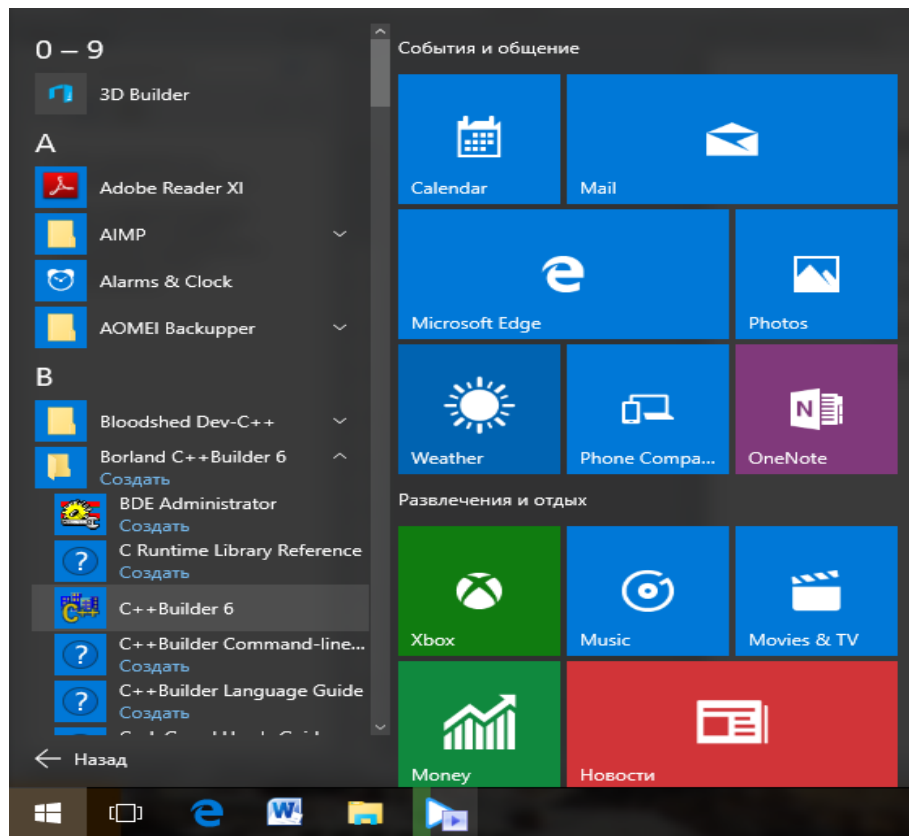 0 – 9
3D Builder
A
Adobe Reader XI
AIMP
Alarms & Clock
AOMEI Backupper
B
Bloodshed Dev-C++
Borland C++Builder 6
Создать
BDE Administrator
Создать
C Runtime Library Reference
Создать
C++Builder 6
C++Builder Command-line...
Создать
C++Builder Language Guide
Создать
Назад
События и общение
Calendar
Mail
Microsoft Edge
Photos
Weather
Phone Compa...
OneNote
Развлечения и отдых
Xbox
Music
Movies & TV
Money
Новости